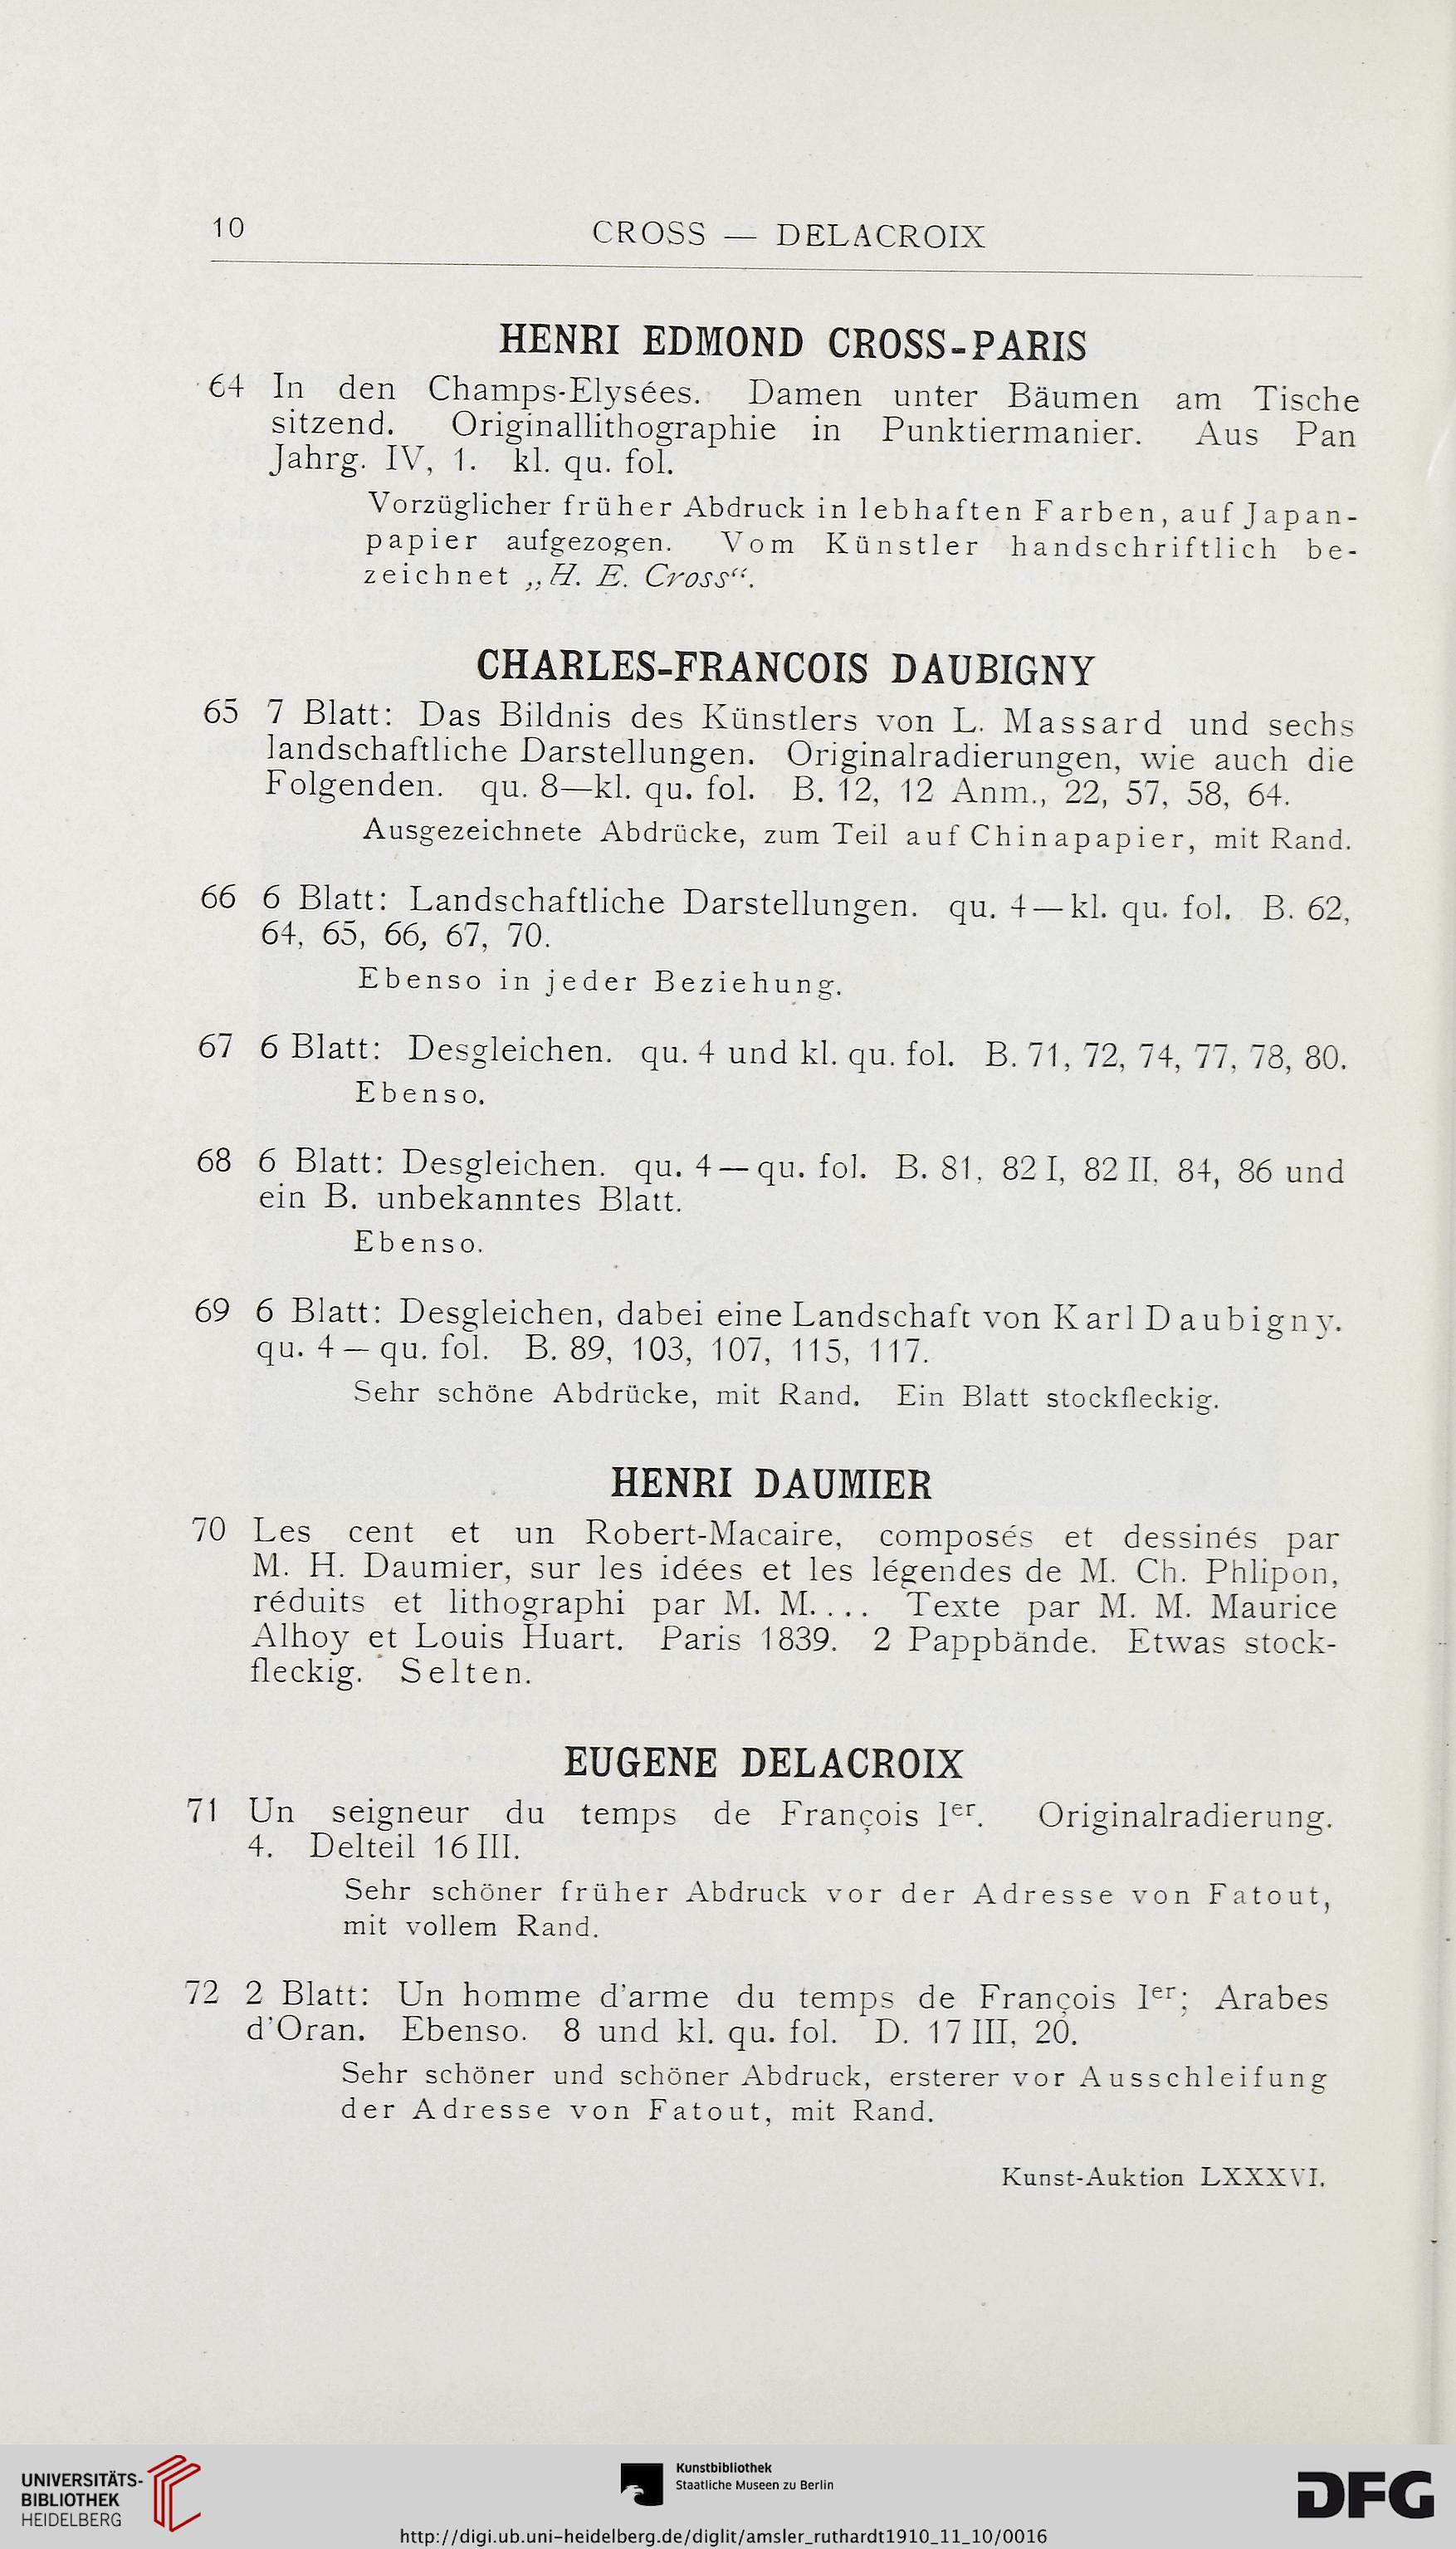 10
CROSS — DELACROIX
HENRI EDMOND CROSS-PARIS
64 In den Champs-Elysées. Damen unter Bäumen am Tische
sitzend. Originallithographie in Punktiermanier. Aus Pan
Jahrg. IV, 1. kl. qu. fol.
Vorzüglicher früher Abdruck in lebhaften Farben, auf Japan-
papier aufgezogen. Vom Künstler handschriftlich be-
zeichnet „H. E. Cross“.
CHARLES-FRANCOIS DAUBIGNY
65 7 Blatt: Das Bildnis des Künstlers von L. Massard und sechs
landschaftliche Darstellungen. Originalradierungen, wie auch die
Folgenden. qu. 8—kl. qu. fol. B. 12, 12 Anm., 22, 57, 58, 64.
Ausgezeichnete Abdrücke, zum Teil auf Chinapapier, mit Rand.
66 6 Blatt: Landschaftliche Darstellungen. qu. 4—kl. qu. fol. B. 62,
64, 65, 66, 67, 70.
Ebenso in jeder Beziehung.
67 6 Blatt: Desgleichen. qu. 4 und kl. qu. fol. B. 71, 72, 74, 77, 78, 80.
Ebenso.
68 6 Blatt: Desgleichen. qu. 4—qu. fol. B. 81, 82 I, 82 II, 84, 86 und
ein B. unbekanntes Blatt.
Ebenso.
69 6 Blatt: Desgleichen, dabei eine Landschaft von Karl Daubigny.
qu. 4—qu. fol. B. 89, 103, 107, 115, 117.
Sehr schöne Abdrücke, mit Rand. Ein Blatt stockfleckig.
HENRI DAUMIER
70 Les cent et un Robert-Macaire, composés et dessinés par
M. H. Daumier, sur les idées et les légendes de M. Ch. Phlipon,
réduits et lithographi par M. M. ... Texte par M. M. Maurice
Alhoy et Louis Huart. Paris 1839. 2 Pappbände. Etwas stock-
fleckig. Selten.
EUGENE DELACROIX
71 Un seigneur du temps de François Ier. Originalradierung.
4. Delteil 16 III.
Sehr schöner früher Abdruck vor der Adresse von Fatout,
mit vollem Rand.
72 2 Blatt: Un homme d'arme du temps de François Ier; Arabes
d'Oran. Ebenso. 8 und kl. qu. fol. D. 17 III, 20.
Sehr schöner und schöner Abdruck, ersterer vor Ausschleifung
der Adresse von Fatout, mit Rand.
Kunst-Auktion LXXXVI.
UNIVERSITÄTS-
BIBLIOTHEK
HEIDELBERG
Kunstbibliothek
Staatliche Museen zu Berlin
DFG
http://digi.ub.uni-heidelberg.de/diglit/amsler_ruthardt1910_11_10/0016